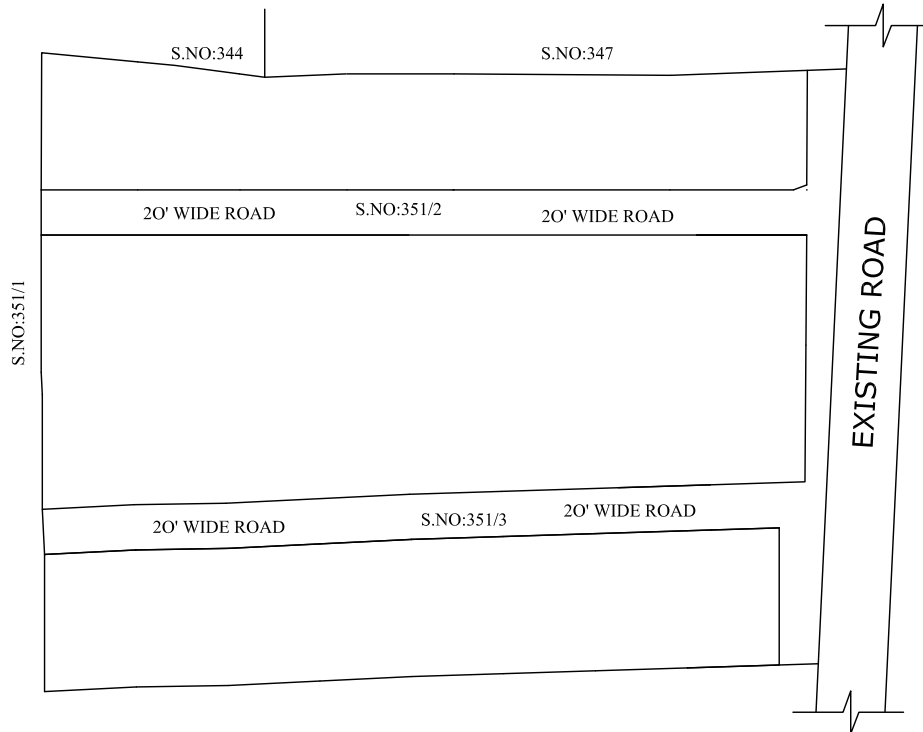 S.NO:344
S.NO:347
2O' WIDE ROAD
S.NO:351/2
2O' WIDE ROAD
S.NO:351/1
EXISTING ROAD
2O' WIDE ROAD
S.NO:351/3
2O' WIDE ROAD